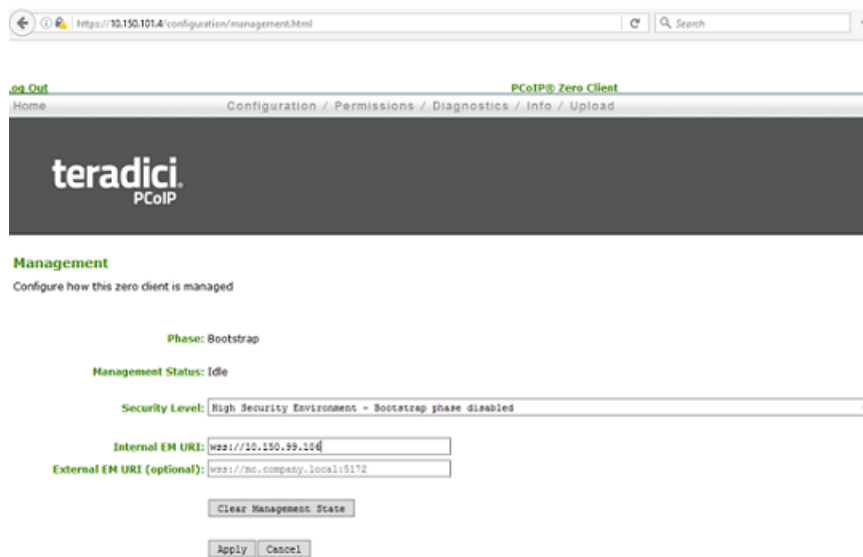 https://10.150.101.4/configuration/management.html
Search
og Out
PCoIP® Zero Client
Home
Configuration / Permissions / Diagnostics / Info / Upload
teradici.
PCoIP
Management
Configure how this zero client is managed
Phase: Bootstrap
Management Status: Idle
Security Level: High Security Environment - Bootstrap phase disabled
Internal EM URI: wss://10.150.99.106
External EM URI (optional): wss://mc.company.local:5172
Clear Management State
Apply Cancel